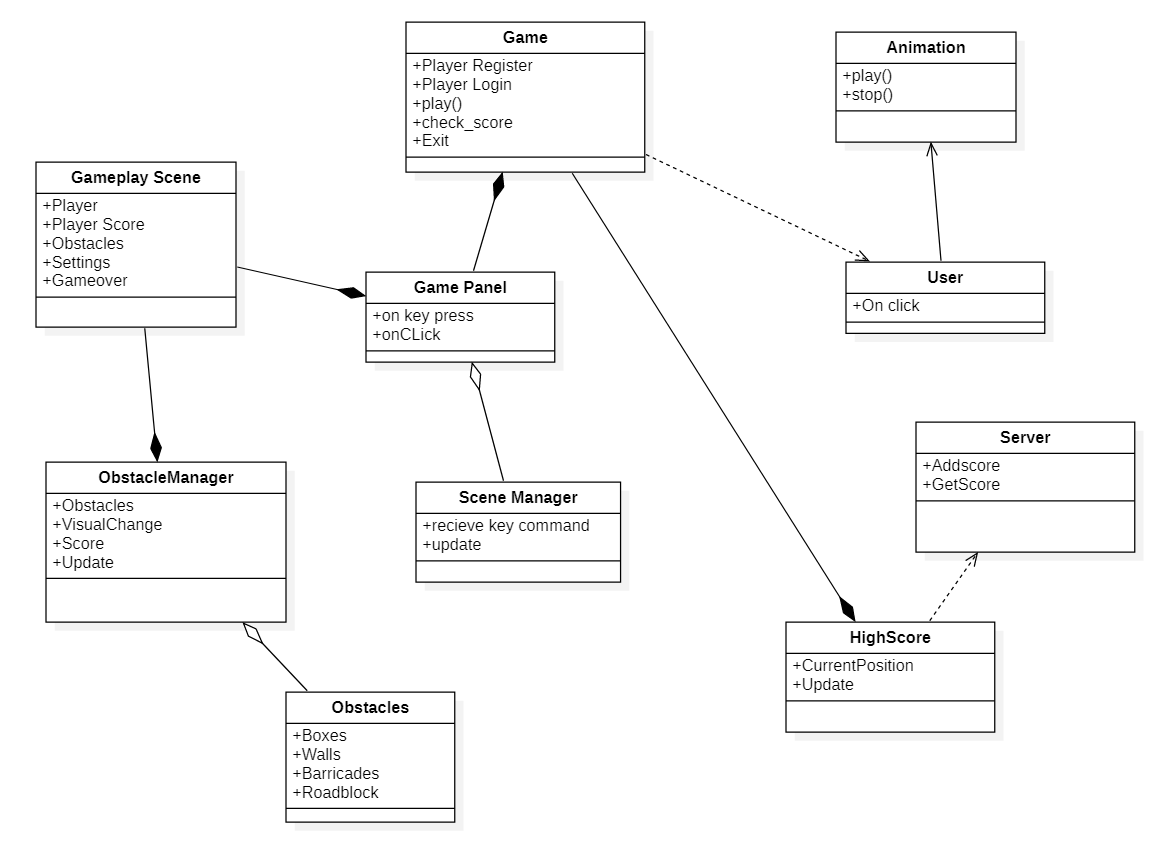 Game
+Player Register
+Player Login
+play()
+check_score
+Exit
Animation
+play()
+stop()
Gameplay Scene
+Player
+Player Score
+Obstacles
+Settings
+Gameover
Game Panel
+on key press
+onCLick
User
+On click
Server
+Addscore
+GetScore
ObstacleManager
+Obstacles
+VisualChange
+Score
+Update
Scene Manager
+recieve key command
+update
HighScore
+CurrentPosition
+Update
Obstacles
+Boxes
+Walls
+Barricades
+Roadblock